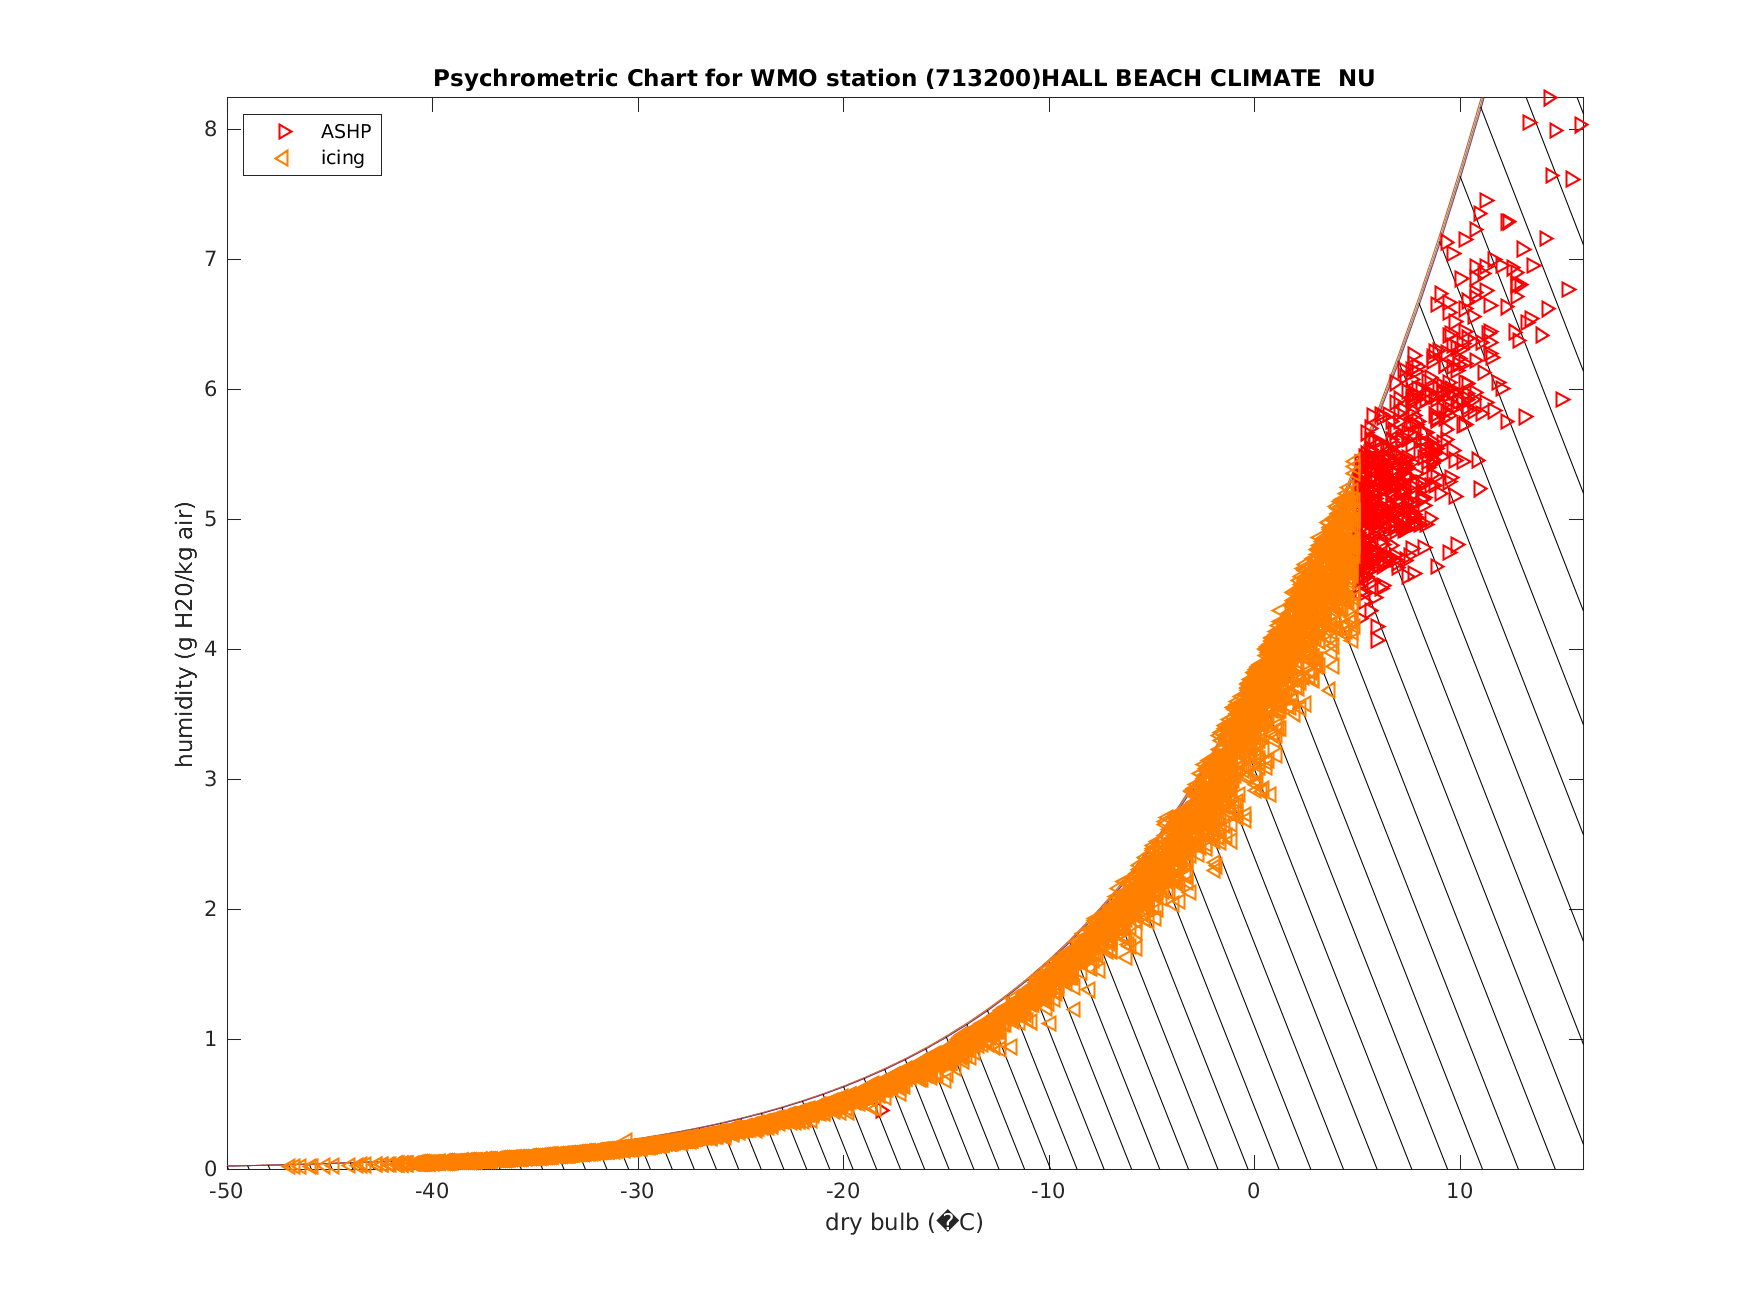 Psychrometric Chart for WMO station (713200)HALL BEACH CLIMATE  NU
ASHP
icing
humidity (g H20/kg air)
8
7
6
5
4
3
2
1
0
-50 -40 -30 -20 -10 0 10
dry bulb (�C)